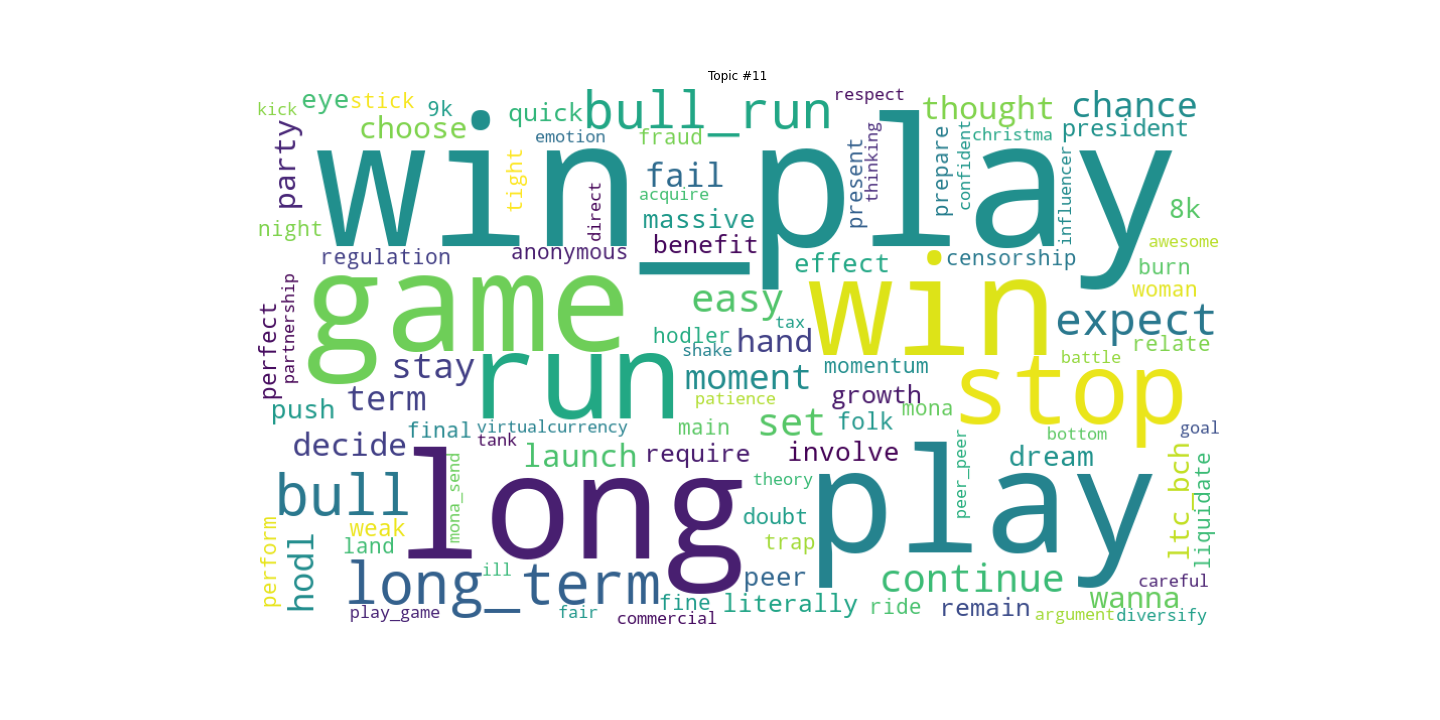 Topic #11
kick
eye
stick
9k
quick
bull_run
respect
thought
chance
choose
emotion
fraud
christma
president
party
win_play
tight
fail
present
thinking
prepare
confident
influencer
direct
acquire
8k
night
massive
regulation
anonymous
benefit
effect
censorship
awesome
burn
woman
game
win
easy
perfect
partnership
expect
tax
hodler
hand
relate
run
shake
stay
moment
momentum
battle
stop
term
patience
growth
push
set
folk
mona
final
virtualcurrency
main
bottom
goal
decide
tank
launch
require
involve
peer_peer
dream
long
play
bull
mona_send
theory
ltc_bch
liquidate
weak
doubt
land
trap
perform
hodl
long_term
ill
peer
continue
careful
wanna
play_game
fair
fine
literally
ride
remain
commercial
argument
diversify